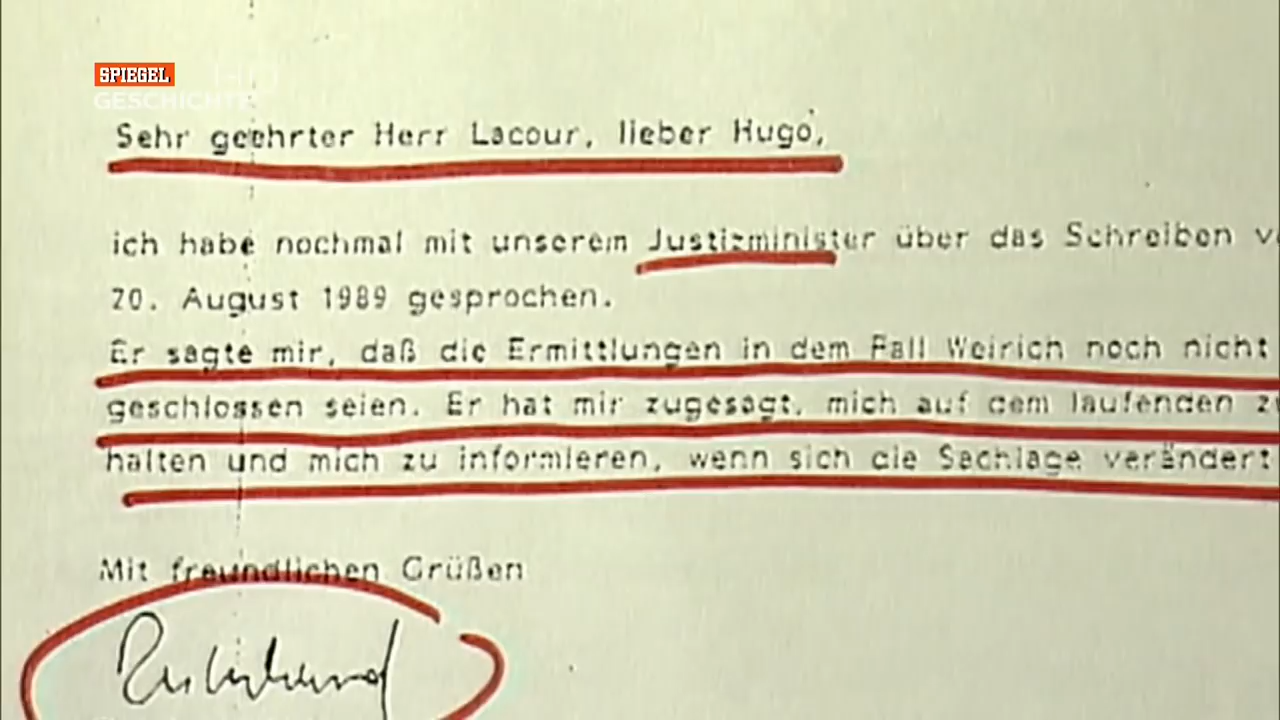 SPIEGEL
GESCHICHTE
Sehr geehrter Herr Lacour, lieber Hugo,
ich habe nochmal mit unserem Justizminister über das Schreiben v
20. August 1989 gesprochen.
Er sagte mir, daß die Ermittlungen in dem Fall Weirich noch nicht
geschlossen seien. Er hat mir zugesagt, mich auf dem laufenden zu
halten und mich zu informieren, wenn sich die Sachlage verändert
Mit freundlichen Grüßen